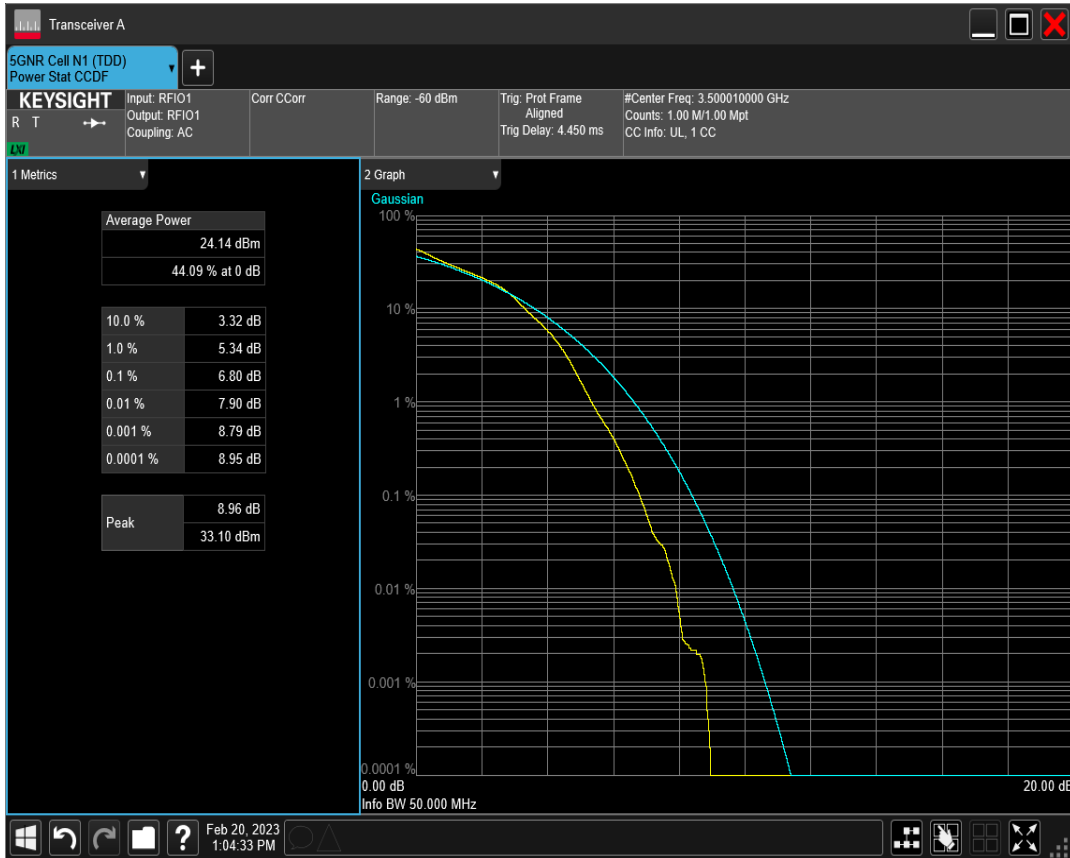 Transceiver A
5GNR Cell N1 (TDD)
Power Stat CCDF
+
KEYSIGHT
R T
LXI
Input: RFIO1
Output: RFIO1
Coupling: AC
Corr CCorr
Range: -60 dBm
Trig: Prot Frame
Aligned
Trig Delay: 4.450 ms
#Center Freq: 3.500010000 GHz
Counts: 1.00 M/1.00 Mpt
CC Info: UL, 1 CC
1 Metrics
Average Power
24.14 dBm
44.09 % at 0 dB
10.0 % 3.32 dB
1.0 % 5.34 dB
0.1 % 6.80 dB
0.01 % 7.90 dB
0.001 % 8.79 dB
0.0001 % 8.95 dB
Peak
8.96 dB
33.10 dBm
2 Graph
Gaussian
100 %
10 %
1 %
0.1 %
0.01 %
0.001 %
0.0001 %
0.00 dB 20.00 dB
Info BW 50.000 MHz
?
Feb 20, 2023
1:04:33 PM